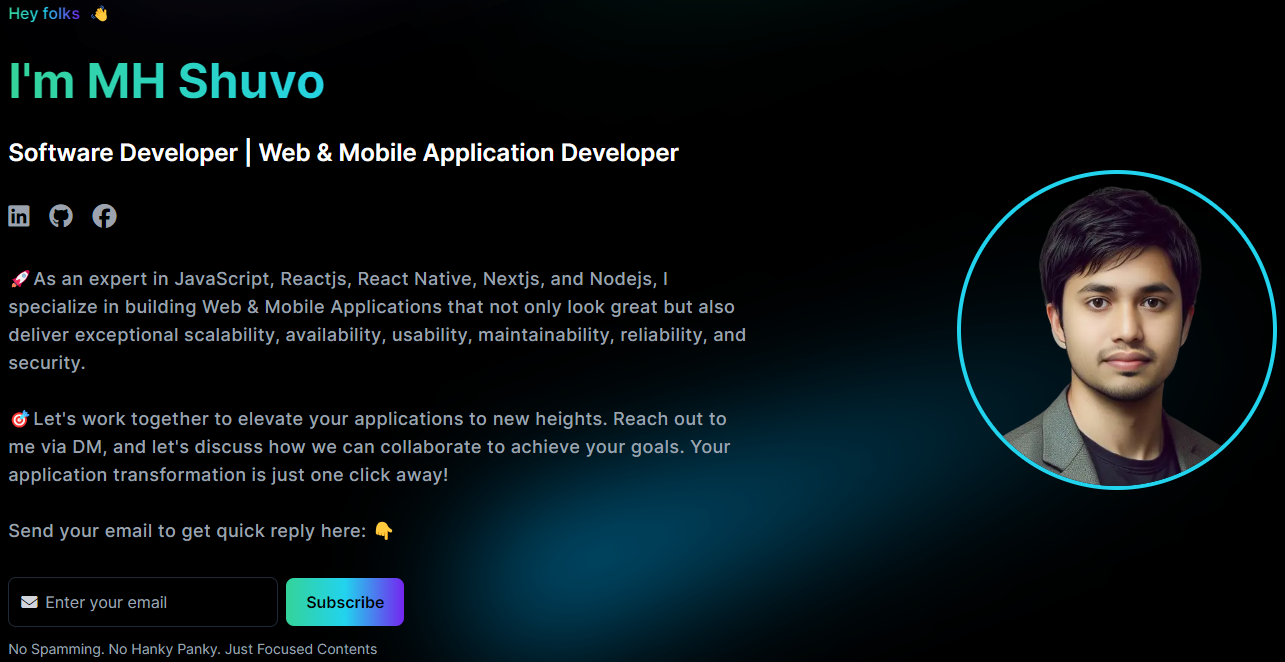 Hey folks 👋
I'm MH Shuvo
Software Developer | Web & Mobile Application Developer
🚀As an expert in JavaScript, Reactjs, React Native, Nextjs, and Nodejs, I
specialize in building Web & Mobile Applications that not only look great but also
deliver exceptional scalability, availability, usability, maintainability, reliability, and
security.
🎯Let's work together to elevate your applications to new heights. Reach out to
me via DM, and let's discuss how we can collaborate to achieve your goals. Your
application transformation is just one click away!
Send your email to get quick reply here: 👇
Enter your email
Subscribe
No Spamming. No Hanky Panky. Just Focused Contents